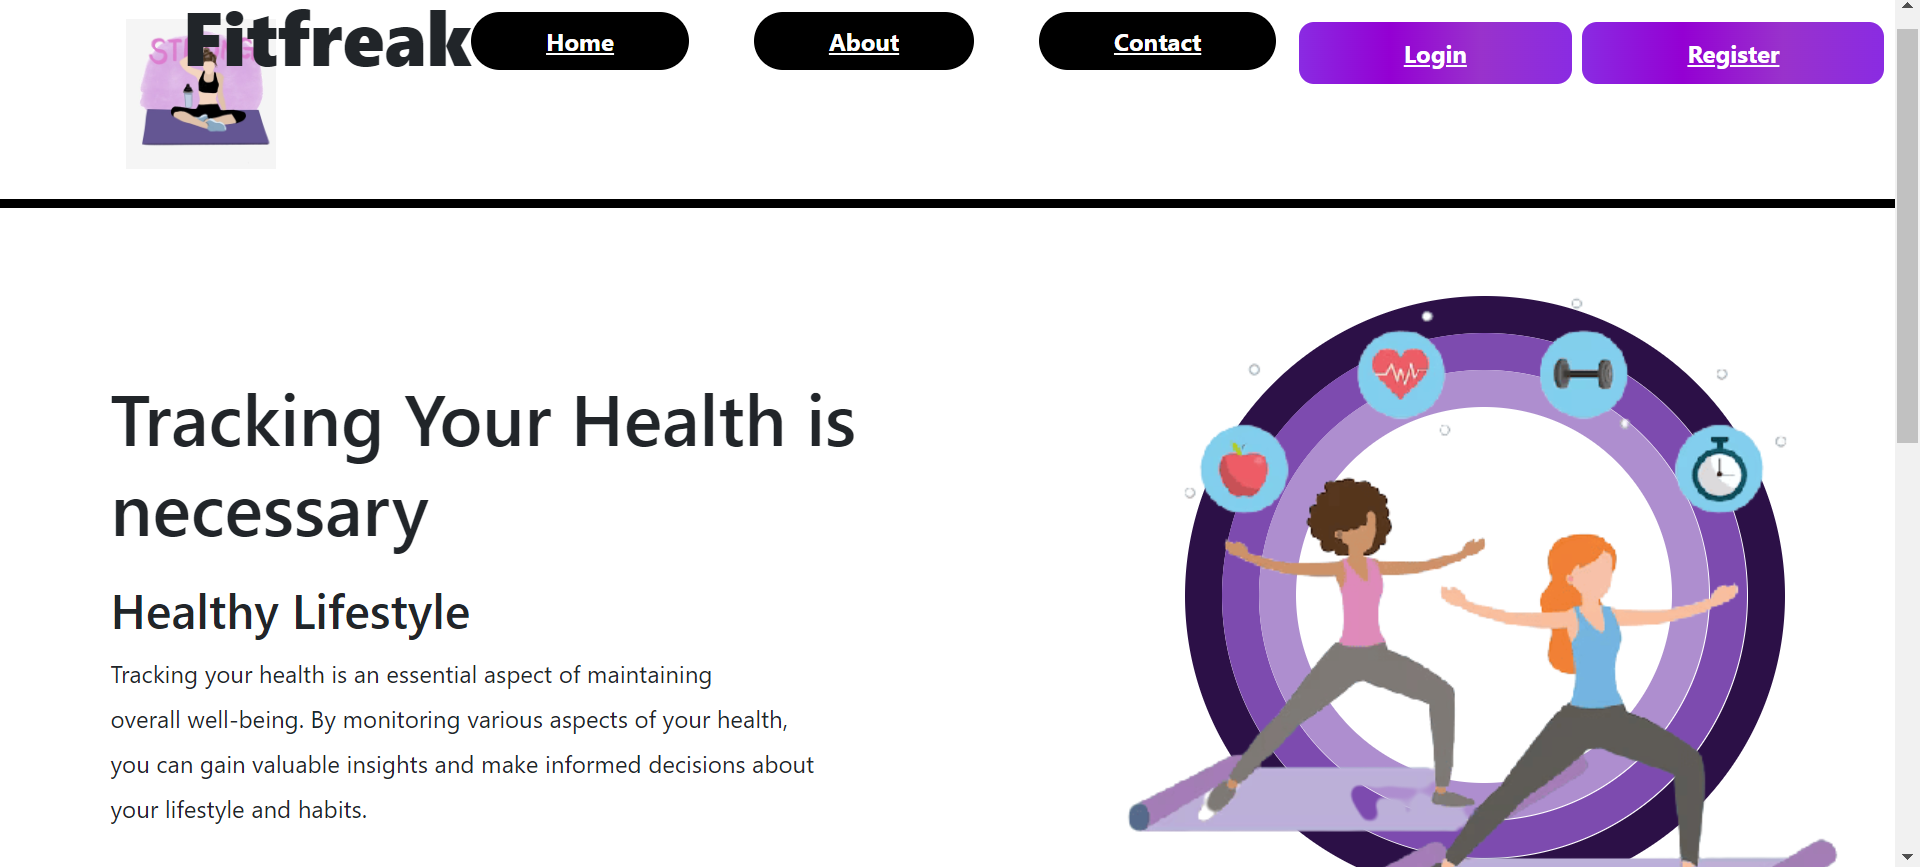 Fitfreak
Home
About
Contact
Login
Register
Tracking Your Health is
necessary
Healthy Lifestyle
Tracking your health is an essential aspect of maintaining
overall well-being. By monitoring various aspects of your health,
you can gain valuable insights and make informed decisions about
your lifestyle and habits.